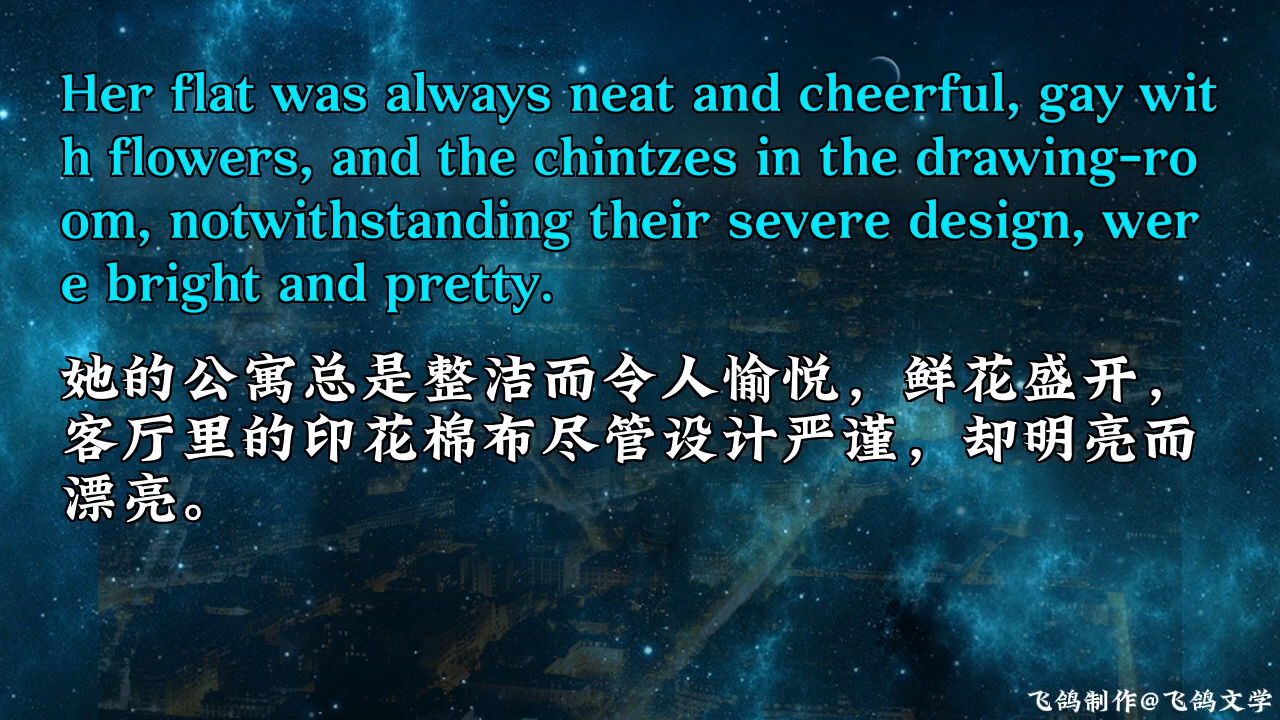 Her flat was always neat and cheerful, gay wit
h flowers, and the chintzes in the drawing-ro
om, notwithstanding their severe design, wer
e bright and pretty.
她的公寓总是整洁而令人愉悦，鲜花盛开，
客厅里的印花棉布尽管设计严谨，却明亮而
漂亮。
飞鸽制作@飞鸽文学